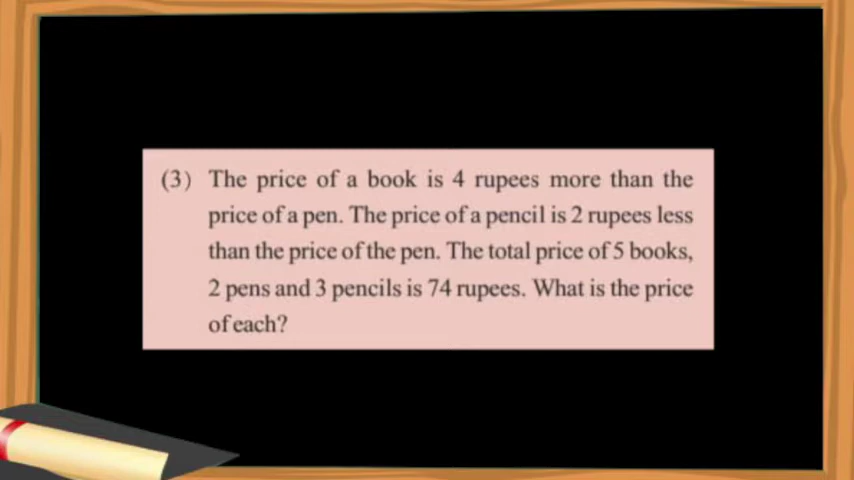 (3) The price of a book is 4 rupees more than the
price of a pen. The price of a pencil is 2 rupees less
than the price of the pen. The total price of 5 books,
2 pens and 3 pencils is 74 rupees. What is the price
of each?